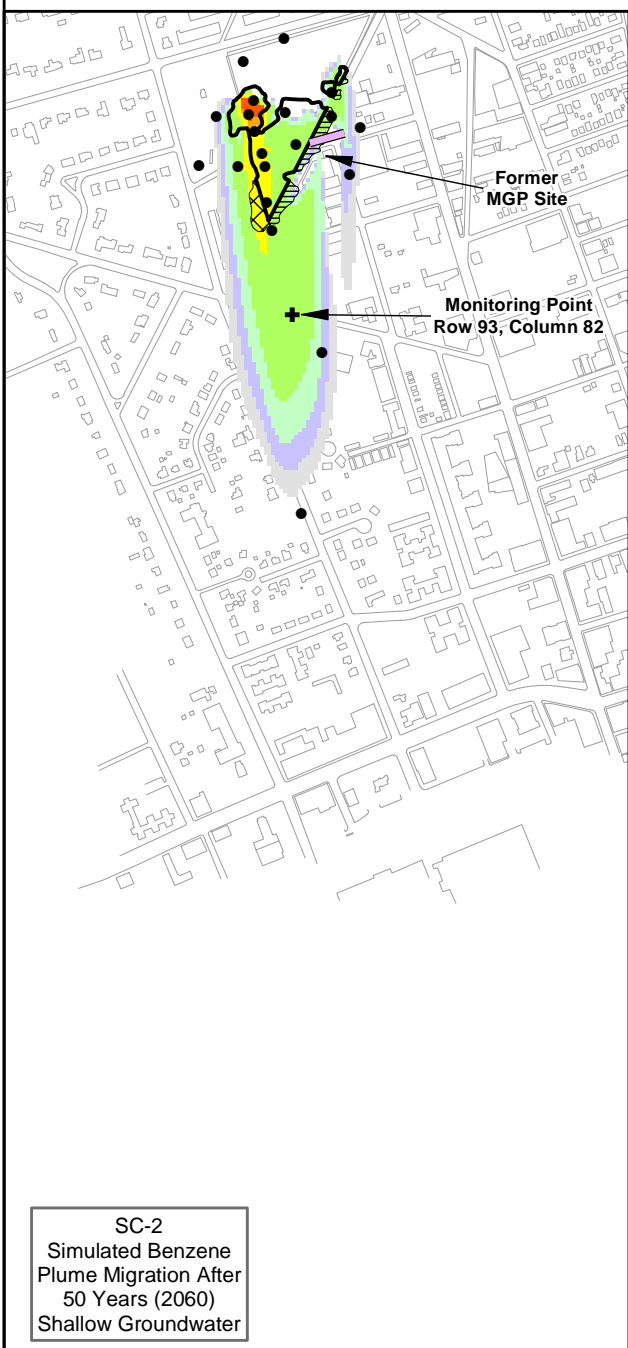 Former
MGP Site
Monitoring Point
Row 93, Column 82
SC-2
Simulated Benzene
Plume Migration After
50 Years (2060)
Shallow Groundwater